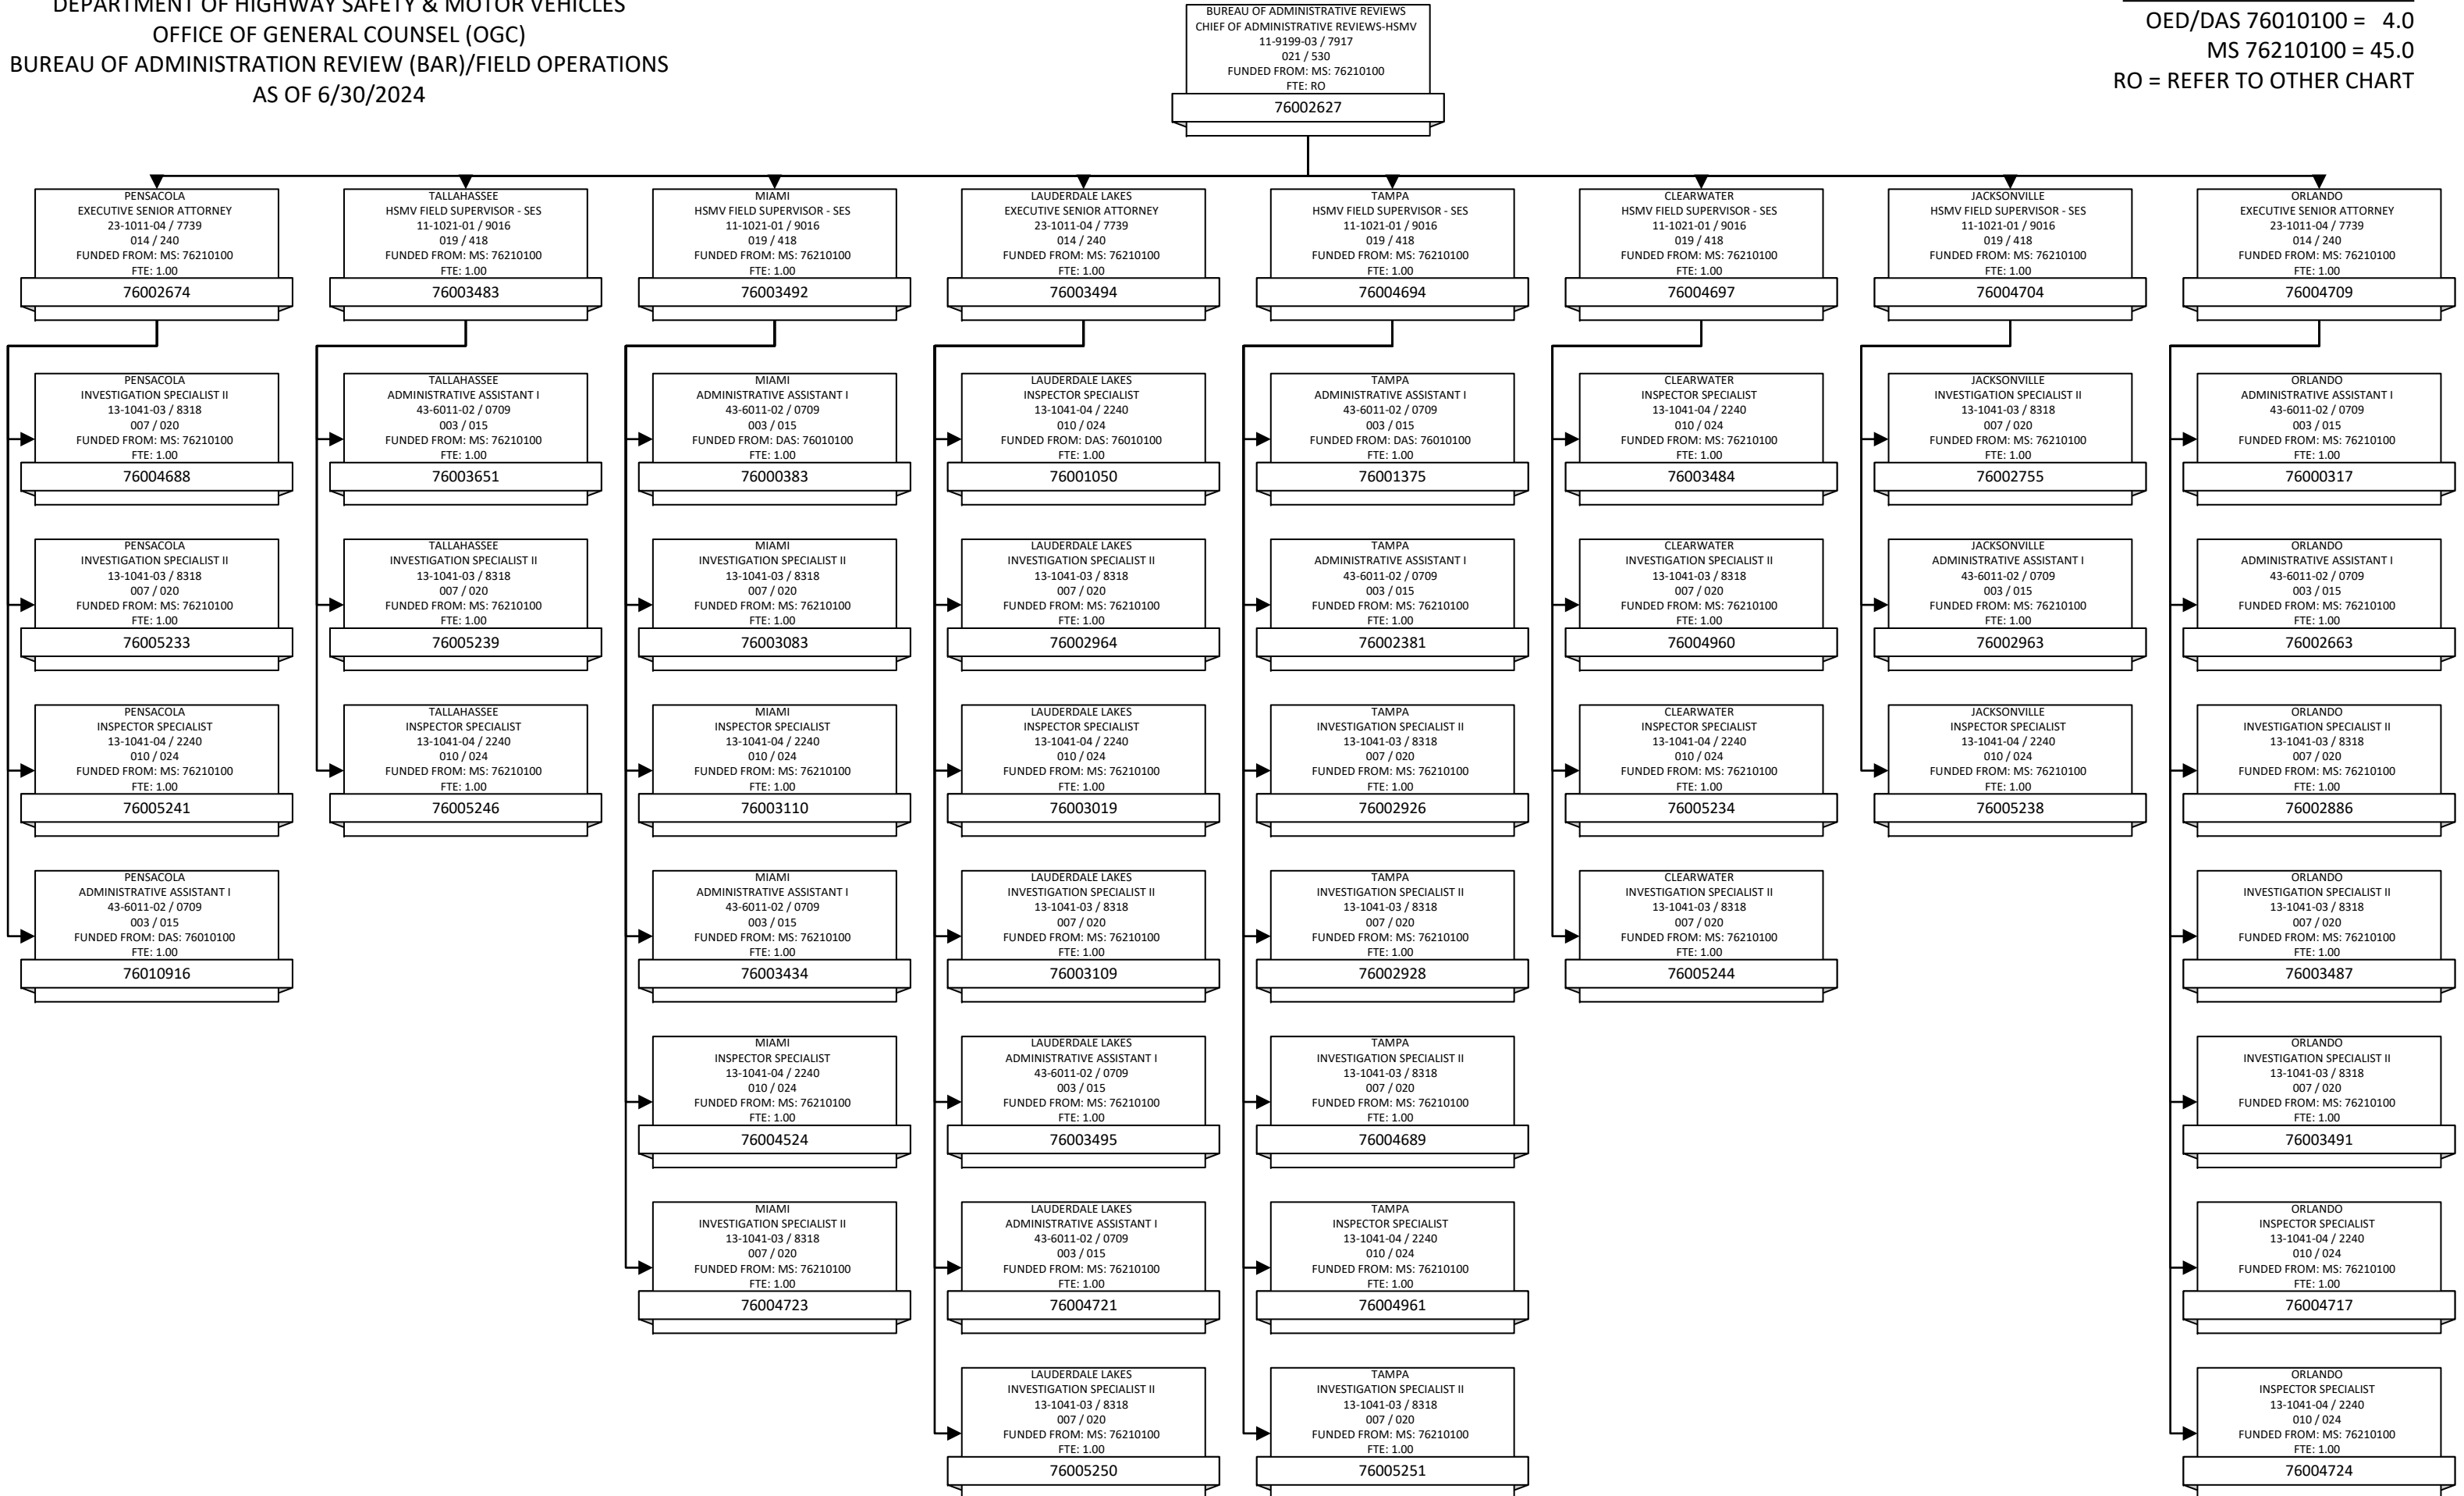 DEPARTMENT OF HIGHWAY SAFETY & MOTOR VEHICLES
OFFICE OF GENERAL COUNSEL (OGC)
BUREAU OF ADMINISTRATION REVIEW (BAR)/FIELD OPERATIONS
AS OF 6/30/2024
BUREAU OF ADMINISTRATIVE REVIEWS
CHIEF OF ADMINISTRATIVE REVIEWS-HSMV
11-9199-03 / 7917
021 / 530
FUNDED FROM: MS: 76210100
FTE: RO
76002627
OED/DAS 76010100 = 4.0
MS 76210100 = 45.0
RO = REFER TO OTHER CHART
PENSACOLA
EXECUTIVE SENIOR ATTORNEY
23-1011-04 / 7739
014 / 240
FUNDED FROM: MS: 76210100
FTE: 1.00
76002674
PENSACOLA
INVESTIGATION SPECIALIST II
13-1041-03 / 8318
007 / 020
FUNDED FROM: MS: 76210100
FTE: 1.00
76004688
PENSACOLA
INVESTIGATION SPECIALIST II
13-1041-03 / 8318
007 / 020
FUNDED FROM: MS: 76210100
FTE: 1.00
76005233
PENSACOLA
INSPECTOR SPECIALIST
13-1041-04 / 2240
010 / 024
FUNDED FROM: MS: 76210100
FTE: 1.00
76005241
PENSACOLA
ADMINISTRATIVE ASSISTANT I
43-6011-02 / 0709
003 / 015
FUNDED FROM: DAS: 76010100
FTE: 1.00
76010916
TALLAHASSEE
HSMV FIELD SUPERVISOR - SES
11-1021-01 / 9016
019 / 418
FUNDED FROM: MS: 76210100
FTE: 1.00
76003483
TALLAHASSEE
ADMINISTRATIVE ASSISTANT I
43-6011-02 / 0709
003 / 015
FUNDED FROM: MS: 76210100
FTE: 1.00
76003651
TALLAHASSEE
INVESTIGATION SPECIALIST II
13-1041-03 / 8318
007 / 020
FUNDED FROM: MS: 76210100
FTE: 1.00
76005239
TALLAHASSEE
INSPECTOR SPECIALIST
13-1041-04 / 2240
010 / 024
FUNDED FROM: MS: 76210100
FTE: 1.00
76005246
MIAMI
HSMV FIELD SUPERVISOR - SES
11-1021-01 / 9016
019 / 418
FUNDED FROM: MS: 76210100
FTE: 1.00
76003492
MIAMI
ADMINISTRATIVE ASSISTANT I
43-6011-02 / 0709
003 / 015
FUNDED FROM: DAS: 76010100
FTE: 1.00
76000383
MIAMI
INVESTIGATION SPECIALIST II
13-1041-03 / 8318
007 / 020
FUNDED FROM: MS: 76210100
FTE: 1.00
76003083
MIAMI
INSPECTOR SPECIALIST
13-1041-04 / 2240
010 / 024
FUNDED FROM: MS: 76210100
FTE: 1.00
76003110
MIAMI
ADMINISTRATIVE ASSISTANT I
43-6011-02 / 0709
003 / 015
FUNDED FROM: MS: 76210100
FTE: 1.00
76003434
MIAMI
INSPECTOR SPECIALIST
13-1041-04 / 2240
010 / 024
FUNDED FROM: MS: 76210100
FTE: 1.00
76004524
MIAMI
INVESTIGATION SPECIALIST II
13-1041-03 / 8318
007 / 020
FUNDED FROM: MS: 76210100
FTE: 1.00
76004723
LAUDERDALE LAKES
EXECUTIVE SENIOR ATTORNEY
23-1011-04 / 7739
014 / 240
FUNDED FROM: MS: 76210100
FTE: 1.00
76003494
LAUDERDALE LAKES
INSPECTOR SPECIALIST
13-1041-04 / 2240
010 / 024
FUNDED FROM: DAS: 76010100
FTE: 1.00
76001050
LAUDERDALE LAKES
INVESTIGATION SPECIALIST II
13-1041-03 / 8318
007 / 020
FUNDED FROM: MS: 76210100
FTE: 1.00
76002964
LAUDERDALE LAKES
INSPECTOR SPECIALIST
13-1041-04 / 2240
010 / 024
FUNDED FROM: MS: 76210100
FTE: 1.00
76003019
LAUDERDALE LAKES
INVESTIGATION SPECIALIST II
13-1041-03 / 8318
007 / 020
FUNDED FROM: MS: 76210100
FTE: 1.00
76003109
LAUDERDALE LAKES
ADMINISTRATIVE ASSISTANT I
43-6011-02 / 0709
003 / 015
FUNDED FROM: MS: 76210100
FTE: 1.00
76003495
LAUDERDALE LAKES
ADMINISTRATIVE ASSISTANT I
43-6011-02 / 0709
003 / 015
FUNDED FROM: MS: 76210100
FTE: 1.00
76004721
LAUDERDALE LAKES
INVESTIGATION SPECIALIST II
13-1041-03 / 8318
007 / 020
FUNDED FROM: MS: 76210100
FTE: 1.00
76005250
TAMPA
HSMV FIELD SUPERVISOR - SES
11-1021-01 / 9016
019 / 418
FUNDED FROM: MS: 76210100
FTE: 1.00
76004694
TAMPA
ADMINISTRATIVE ASSISTANT I
43-6011-02 / 0709
003 / 015
FUNDED FROM: DAS: 76010100
FTE: 1.00
76001375
TAMPA
ADMINISTRATIVE ASSISTANT I
43-6011-02 / 0709
003 / 015
FUNDED FROM: MS: 76210100
FTE: 1.00
76002381
TAMPA
INVESTIGATION SPECIALIST II
13-1041-03 / 8318
007 / 020
FUNDED FROM: MS: 76210100
FTE: 1.00
76002926
TAMPA
INVESTIGATION SPECIALIST II
13-1041-03 / 8318
007 / 020
FUNDED FROM: MS: 76210100
FTE: 1.00
76002928
TAMPA
INVESTIGATION SPECIALIST II
13-1041-03 / 8318
007 / 020
FUNDED FROM: MS: 76210100
FTE: 1.00
76004689
TAMPA
INSPECTOR SPECIALIST
13-1041-04 / 2240
010 / 024
FUNDED FROM: MS: 76210100
FTE: 1.00
76004961
TAMPA
INVESTIGATION SPECIALIST II
13-1041-03 / 8318
007 / 020
FUNDED FROM: MS: 76210100
FTE: 1.00
76005251
CLEARWATER
HSMV FIELD SUPERVISOR - SES
11-1021-01 / 9016
019 / 418
FUNDED FROM: MS: 76210100
FTE: 1.00
76004697
CLEARWATER
INSPECTOR SPECIALIST
13-1041-04 / 2240
010 / 024
FUNDED FROM: MS: 76210100
FTE: 1.00
76003484
CLEARWATER
INVESTIGATION SPECIALIST II
13-1041-03 / 8318
007 / 020
FUNDED FROM: MS: 76210100
FTE: 1.00
76004960
CLEARWATER
INSPECTOR SPECIALIST
13-1041-04 / 2240
010 / 024
FUNDED FROM: MS: 76210100
FTE: 1.00
76005234
CLEARWATER
INVESTIGATION SPECIALIST II
13-1041-03 / 8318
007 / 020
FUNDED FROM: MS: 76210100
FTE: 1.00
76005244
JACKSONVILLE
HSMV FIELD SUPERVISOR - SES
11-1021-01 / 9016
019 / 418
FUNDED FROM: MS: 76210100
FTE: 1.00
76004704
JACKSONVILLE
INVESTIGATION SPECIALIST II
13-1041-03 / 8318
007 / 020
FUNDED FROM: MS: 76210100
FTE: 1.00
76002755
JACKSONVILLE
ADMINISTRATIVE ASSISTANT I
43-6011-02 / 0709
003 / 015
FUNDED FROM: MS: 76210100
FTE: 1.00
76002963
JACKSONVILLE
INSPECTOR SPECIALIST
13-1041-04 / 2240
010 / 024
FUNDED FROM: MS: 76210100
FTE: 1.00
76005238
ORLANDO
EXECUTIVE SENIOR ATTORNEY
23-1011-04 / 7739
014 / 240
FUNDED FROM: MS: 76210100
FTE: 1.00
76004709
ORLANDO
ADMINISTRATIVE ASSISTANT I
43-6011-02 / 0709
003 / 015
FUNDED FROM: MS: 76210100
FTE: 1.00
76000317
ORLANDO
ADMINISTRATIVE ASSISTANT I
43-6011-02 / 0709
003 / 015
FUNDED FROM: MS: 76210100
FTE: 1.00
76002663
ORLANDO
INVESTIGATION SPECIALIST II
13-1041-03 / 8318
007 / 020
FUNDED FROM: MS: 76210100
FTE: 1.00
76002886
ORLANDO
INVESTIGATION SPECIALIST II
13-1041-03 / 8318
007 / 020
FUNDED FROM: MS: 76210100
FTE: 1.00
76003487
ORLANDO
INVESTIGATION SPECIALIST II
13-1041-03 / 8318
007 / 020
FUNDED FROM: MS: 76210100
FTE: 1.00
76003491
ORLANDO
INSPECTOR SPECIALIST
13-1041-04 / 2240
010 / 024
FUNDED FROM: MS: 76210100
FTE: 1.00
76004717
ORLANDO
INSPECTOR SPECIALIST
13-1041-04 / 2240
010 / 024
FUNDED FROM: MS: 76210100
FTE: 1.00
76004724